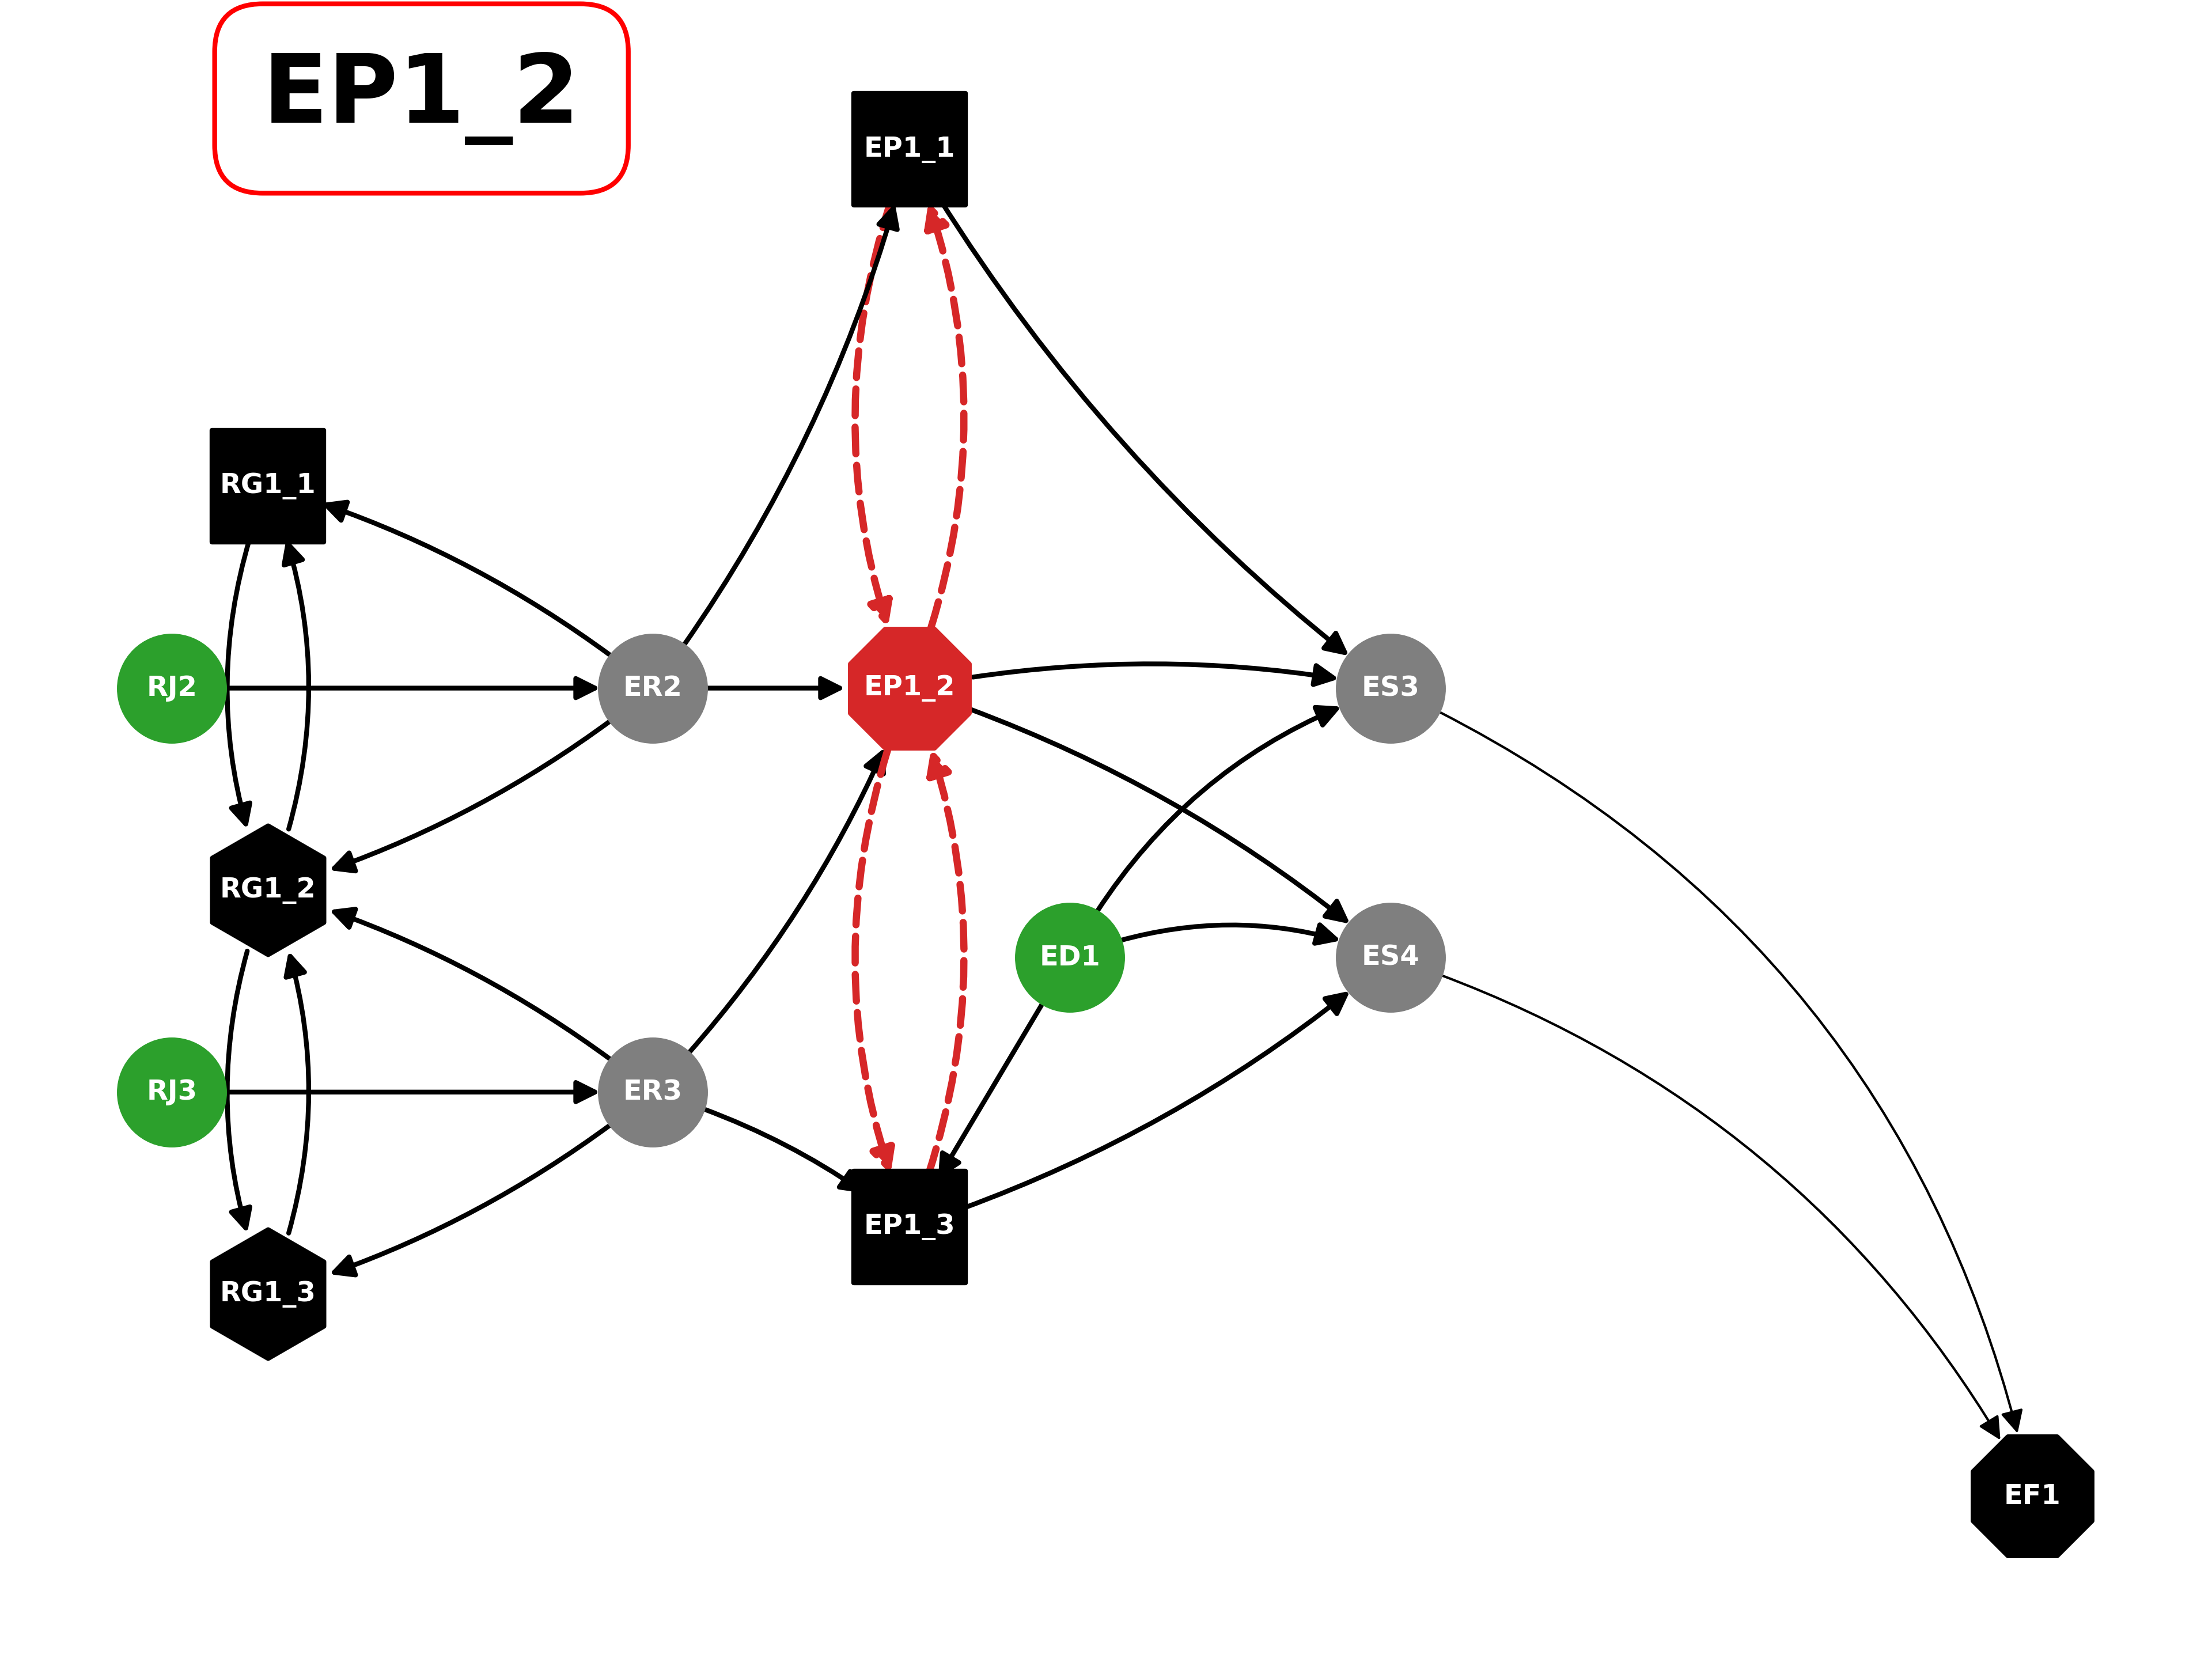 EP1_2
EP1_1
RG1_1
RJ2
ER2
EP1_2
ES3
RG1_2
ED1
ES4
RJ3
ER3
EP1_3
RG1_3
EF1